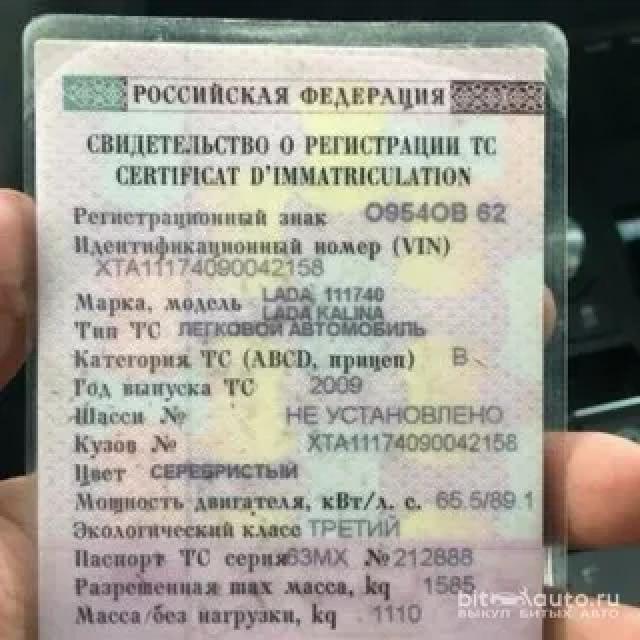 РОССИЙСКАЯ ФЕДЕРАЦИЯ
СВИДЕТЕЛЬСТВО О РЕГИСТРАЦИИ ТС
CERTIFICAT D'IMMATRICULATION
Регистрационный знак О954ОВ 62
Идентификационный номер (VIN)
ХТА11174090042158
Марка, модель LADA 111740
LADA KALINA
Тип ТС ЛЕГКОВОЙ АВТОМОБИЛЬ
Категория ТС (ABCD, прицеп) В
Год выпуска ТС 2009
Шасси № НЕ УСТАНОВЛЕНО
Кузов № ХТА11174090042158
Цвет СЕРЕБРИСТЫЙ
Мощность двигателя, кВт/л. с. 65.5/89.1
Экологический класс ТРЕТИЙ
Паспорт ТС серия 63МХ № 212888
Разрешенная max масса, kg 1585
Масса без нагрузки, kg 1110
bitauto.ru
ВЫКУП БИТЫХ АВТО